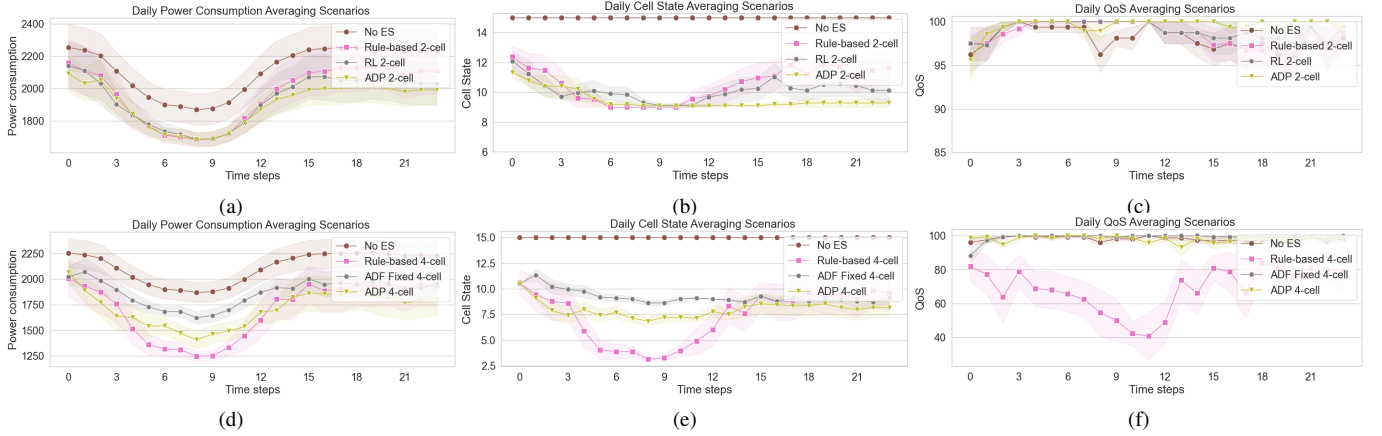 Daily Power Consumption Averaging Scenarios
Power consumption
2400
2200
2000
1800
No ES
Rule-based 2-cell
RL 2-cell
ADP 2-cell
0 3 6 9 12 15 18 21
Time steps
(a)
Daily Cell State Averaging Scenarios
Cell State
14
12
10
8
6
No ES
Rule-based 2-cell
RL 2-cell
ADP 2-cell
0 3 6 9 12 15 18 21
Time steps
(b)
Daily QoS Averaging Scenarios
QoS
100
95
90
85
No ES
Rule-based 2-cell
RL 2-cell
ADP 2-cell
0 3 6 9 12 15 18 21
Time steps
(c)
Daily Power Consumption Averaging Scenarios
Power consumption
2250
2000
1750
1500
1250
No ES
Rule-based 4-cell
ADF Fixed 4-cell
ADP 4-cell
0 3 6 9 12 15 18 21
Time steps
(d)
Daily Cell State Averaging Scenarios
Cell State
15.0
12.5
10.0
7.5
5.0
2.5
No ES
Rule-based 4-cell
ADF Fixed 4-cell
ADP 4-cell
0 3 6 9 12 15 18 21
Time steps
(e)
Daily QoS Averaging Scenarios
QoS
100
80
60
40
No ES
Rule-based 4-cell
ADF Fixed 4-cell
ADP 4-cell
0 3 6 9 12 15 18 21
Time steps
(f)